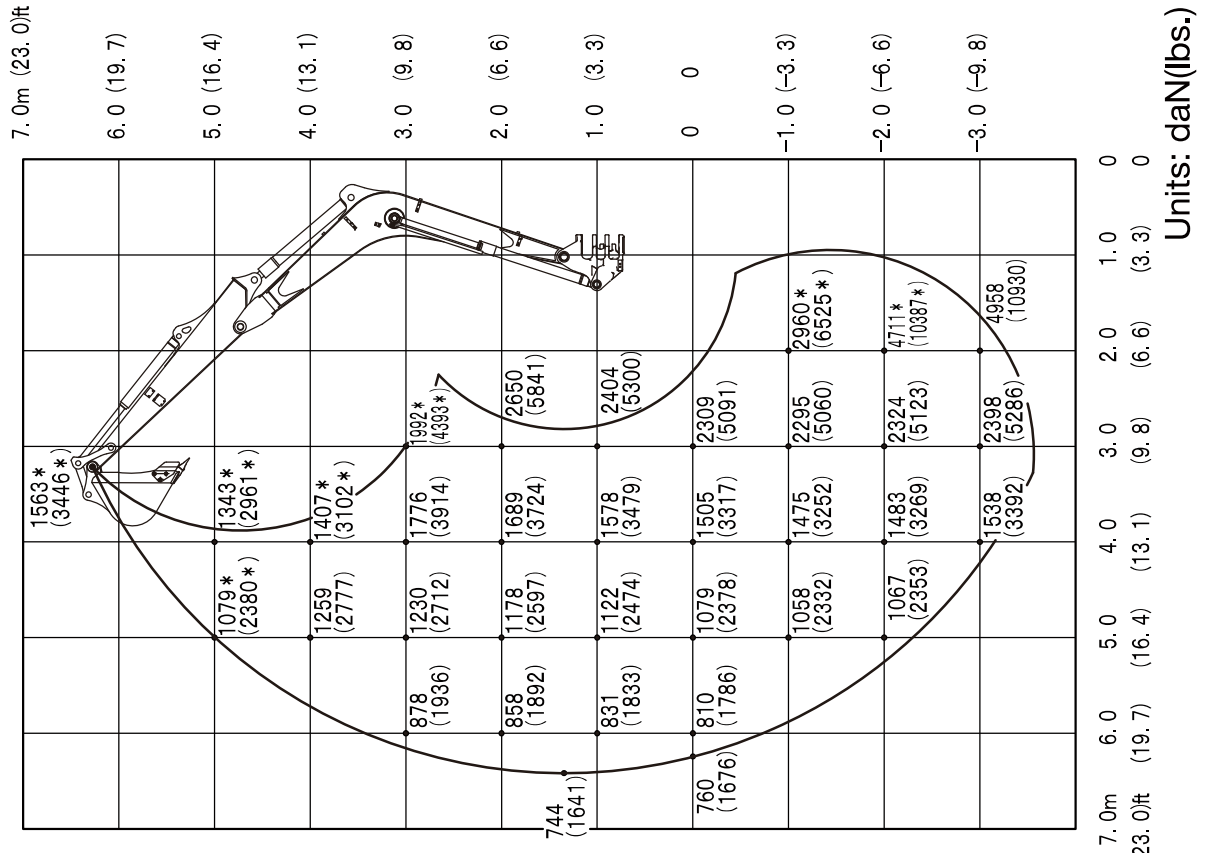 7. 0m (23. 0)ft
1563*
(3446*)
6. 0 (19. 7)
1079* 1343*
(2380*) (2961*)
5. 0 (16. 4)
1259 1407*
(2777) (3102*)
4. 0 (13. 1)
878 1230 1776 1992*
(1936) (2712) (3914) (4393*)
3. 0 (9. 8)
858 1178 1689 2650
(1892) (2597) (3724) (5841)
2. 0 (6. 6)
744
(1641)
831 1122 1578 2404
(1833) (2474) (3479) (5300)
1. 0 (3. 3)
760 810 1079 1505 2309
(1676) (1786) (2378) (3317) (5091)
0 0
1058 1475 2295 2960*
(2332) (3252) (5060) (6525*)
-1. 0 (-3. 3)
1067 1483 2324 4711*
(2353) (3269) (5123) (10387*)
-2. 0 (-6. 6)
1538 2398 4958
(3392) (5286) (10930)
-3. 0 (-9. 8)
7. 0m 6. 0 5. 0 4. 0 3. 0 2. 0 1. 0 0
23. 0)ft (19. 7) (16. 4) (13. 1) (9. 8) (6. 6) (3. 3) 0
Units: daN(lbs.)